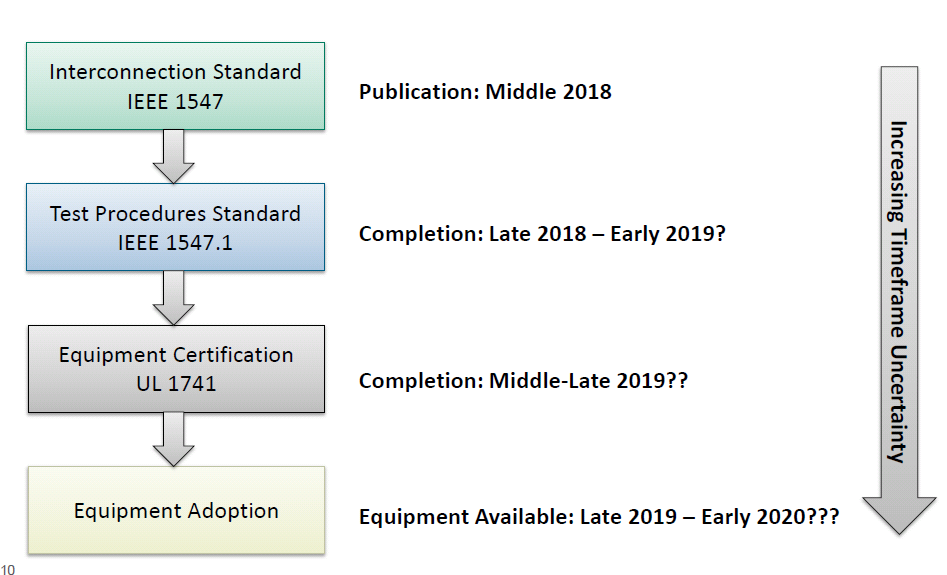 Interconnection Standard
IEEE 1547
Publication: Middle 2018
Test Procedures Standard
IEEE 1547.1
Completion: Late 2018 – Early 2019?
Equipment Certification
UL 1741
Completion: Middle-Late 2019??
Equipment Adoption
Equipment Available: Late 2019 – Early 2020???
Increasing Timeframe Uncertainty
10